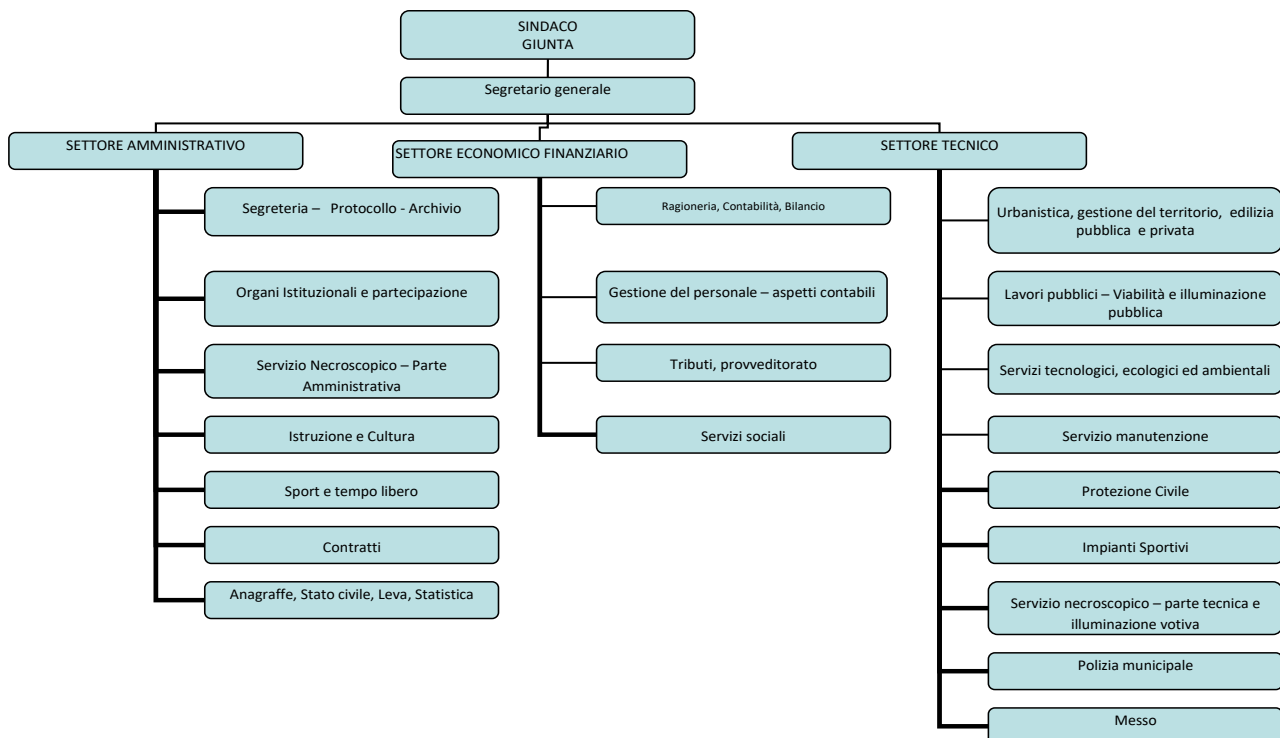 SINDACO
GIUNTA
Segretario generale
SETTORE AMMINISTRATIVO
Segreteria – Protocollo - Archivio
Organi Istituzionali e partecipazione
Servizio Necroscopico – Parte
Amministrativa
Istruzione e Cultura
Sport e tempo libero
Contratti
Anagraffe, Stato civile, Leva, Statistica
SETTORE ECONOMICO FINANZIARIO
Ragioneria, Contabilità, Bilancio
Gestione del personale – aspetti contabili
Tributi, provveditorato
Servizi sociali
SETTORE TECNICO
Urbanistica, gestione del territorio, edilizia
pubblica e privata
Lavori pubblici – Viabilità e illuminazione
pubblica
Servizi tecnologici, ecologici ed ambientali
Servizio manutenzione
Protezione Civile
Impianti Sportivi
Servizio necroscopico – parte tecnica e
illuminazione votiva
Polizia municipale
Messo